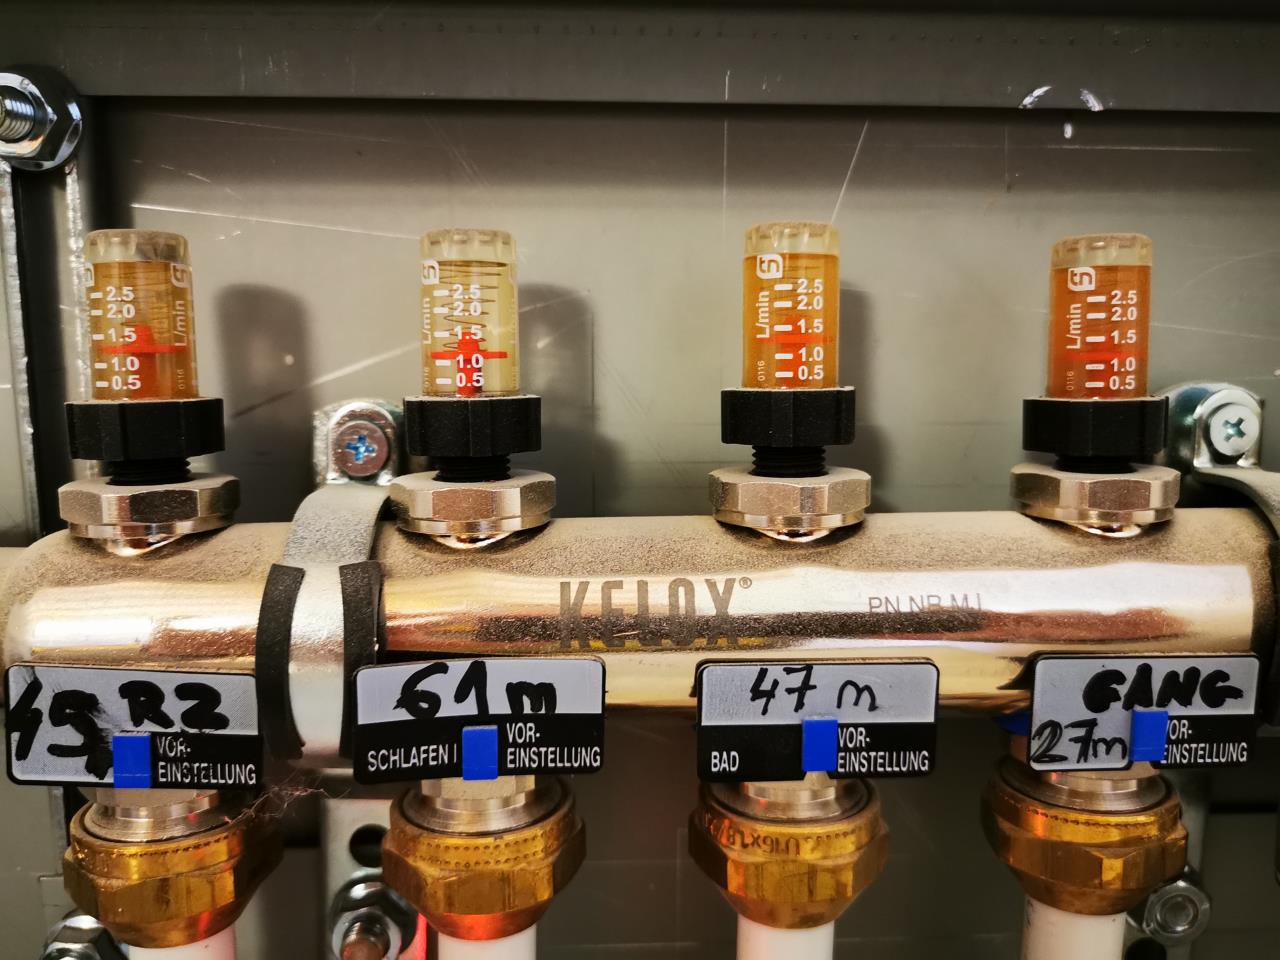 2.5
2.0
1.5
1.0
0.5
L/min
2.5
2.0
1.5
1.0
0.5
L/min
0116
2.5
2.0
1.5
1.0
0.5
L/min
0116
2.5
2.0
1.5
1.0
0.5
L/min
0116
KELOX®
RZ
VOR-
EINSTELLUNG
61 m
SCHLAFEN I
VOR-
EINSTELLUNG
47 m
BAD
VOR-
EINSTELLUNG
GANG
27m
VOR-
EINSTELLUNG